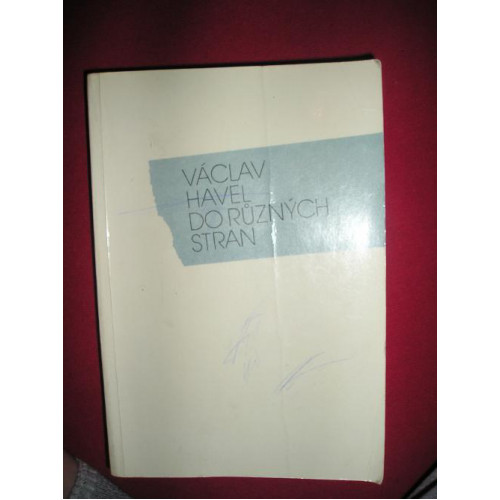 VÁCLAV
HAVEL
DO RŮZNÝCH
STRAN